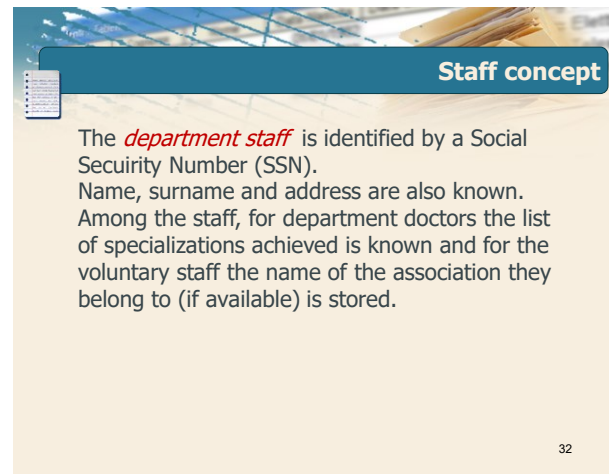 Staff concept
The department staff is identified by a Social
Secuirity Number (SSN).
Name, surname and address are also known.
Among the staff, for department doctors the list
of specializations achieved is known and for the
voluntary staff the name of the association they
belong to (if available) is stored.
32